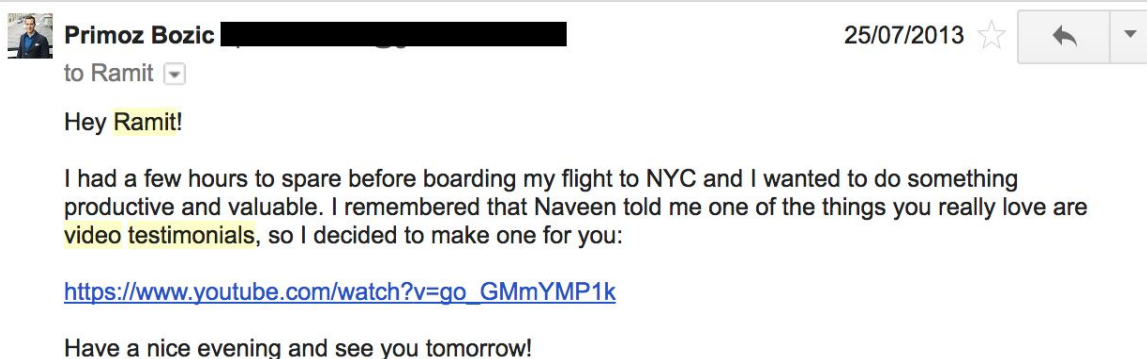 Primoz Bozic 25/07/2013
to Ramit
Hey Ramit!
I had a few hours to spare before boarding my flight to NYC and I wanted to do something
productive and valuable. I remembered that Naveen told me one of the things you really love are
video testimonials, so I decided to make one for you:
https://www.youtube.com/watch?v=go_GMmYMP1k
Have a nice evening and see you tomorrow!